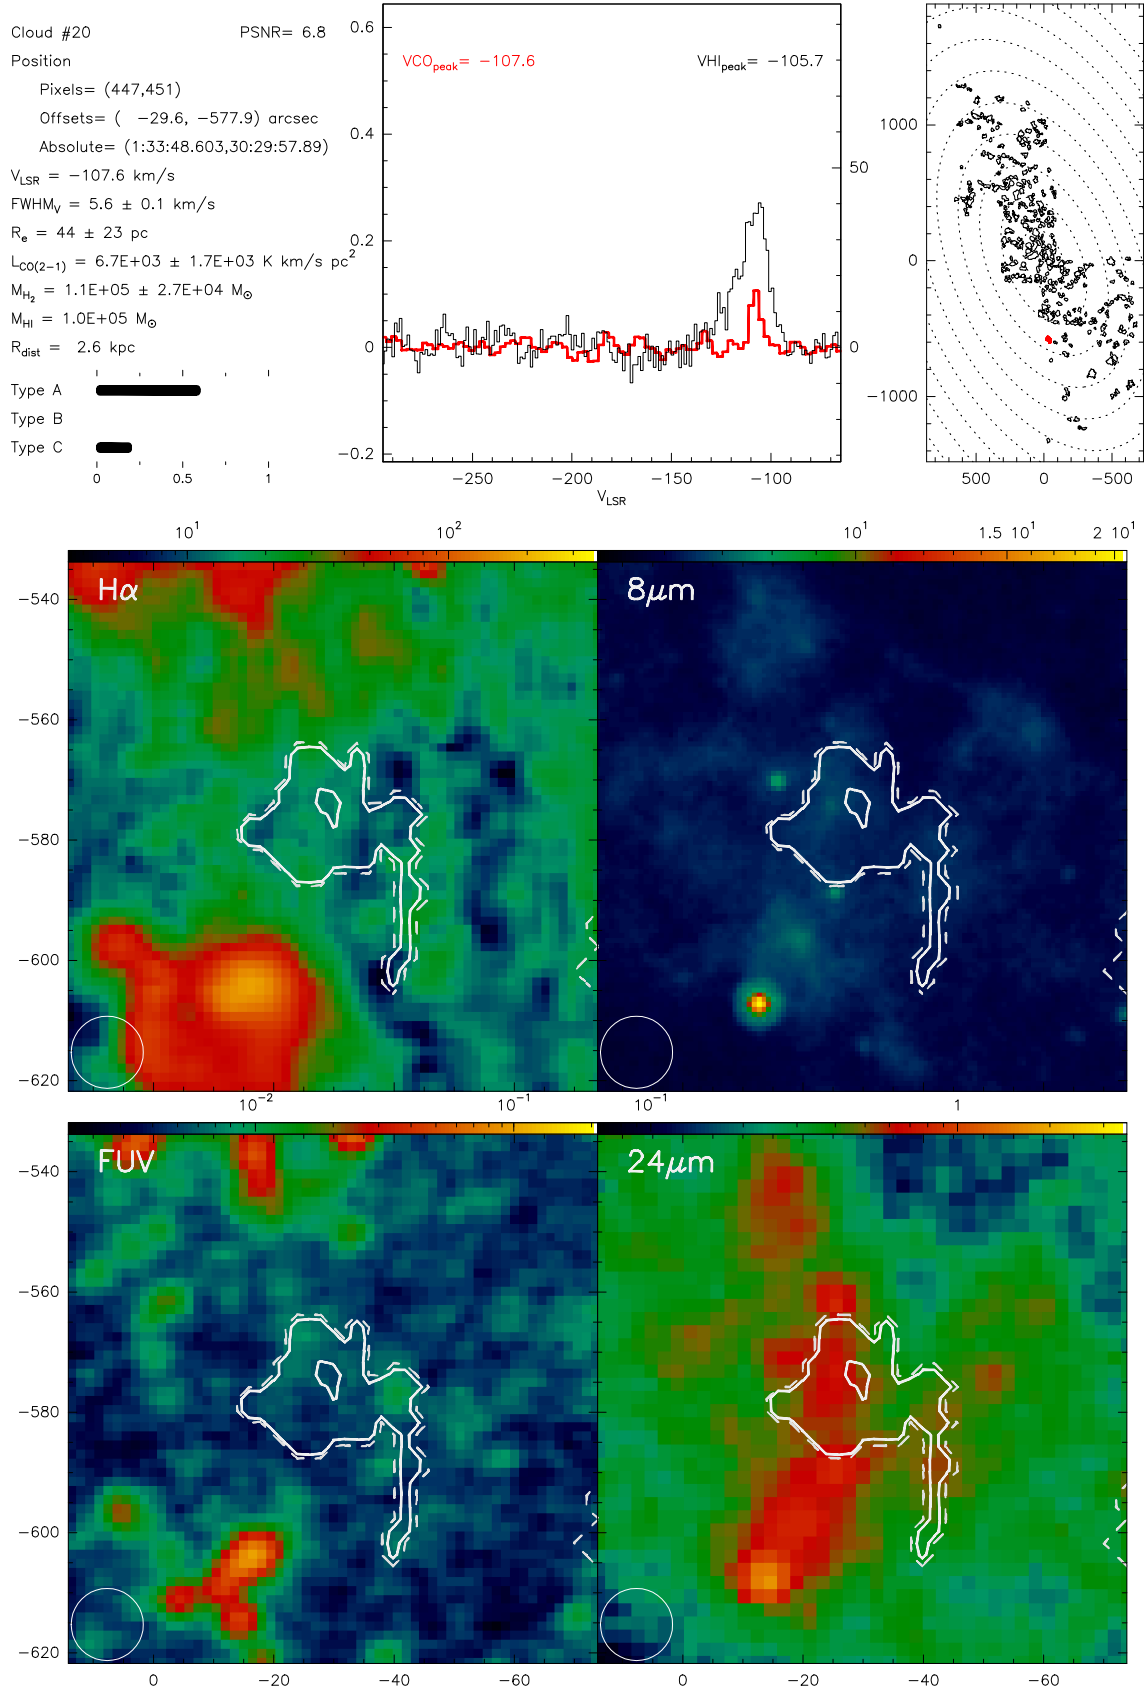 Cloud #20 PSNR= 6.8
Position
Pixels= (447,451)
Offsets= ( −29.6, −577.9) arcsec
Absolute= (1:33:48.603,30:29:57.89)
V_LSR = −107.6 km/s
FWHM_V = 5.6 ± 0.1 km/s
R_e = 44 ± 23 pc
L_CO(2−1) = 6.7E+03 ± 1.7E+03 K km/s pc²
M_H₂ = 1.1E+05 ± 2.7E+04 M_⊙
M_HI = 1.0E+05 M_⊙
R_dist = 2.6 kpc
Type A
Type B
Type C
0 0.5 1
VCO_peak= −107.6 VHI_peak= −105.7
0.6
0.4
0.2
0
−0.2
50
0
−250 −200 −150 −100
V_LSR
1000
0
−1000
500 0 −500
10¹ 10² 10¹ 1.5 10¹ 2 10¹
Hα 8μm
−540
−560
−580
−600
−620
10⁻² 10⁻¹ 10⁻¹ 1
FUV 24μm
−540
−560
−580
−600
−620
0 −20 −40 −60 0 −20 −40 −60